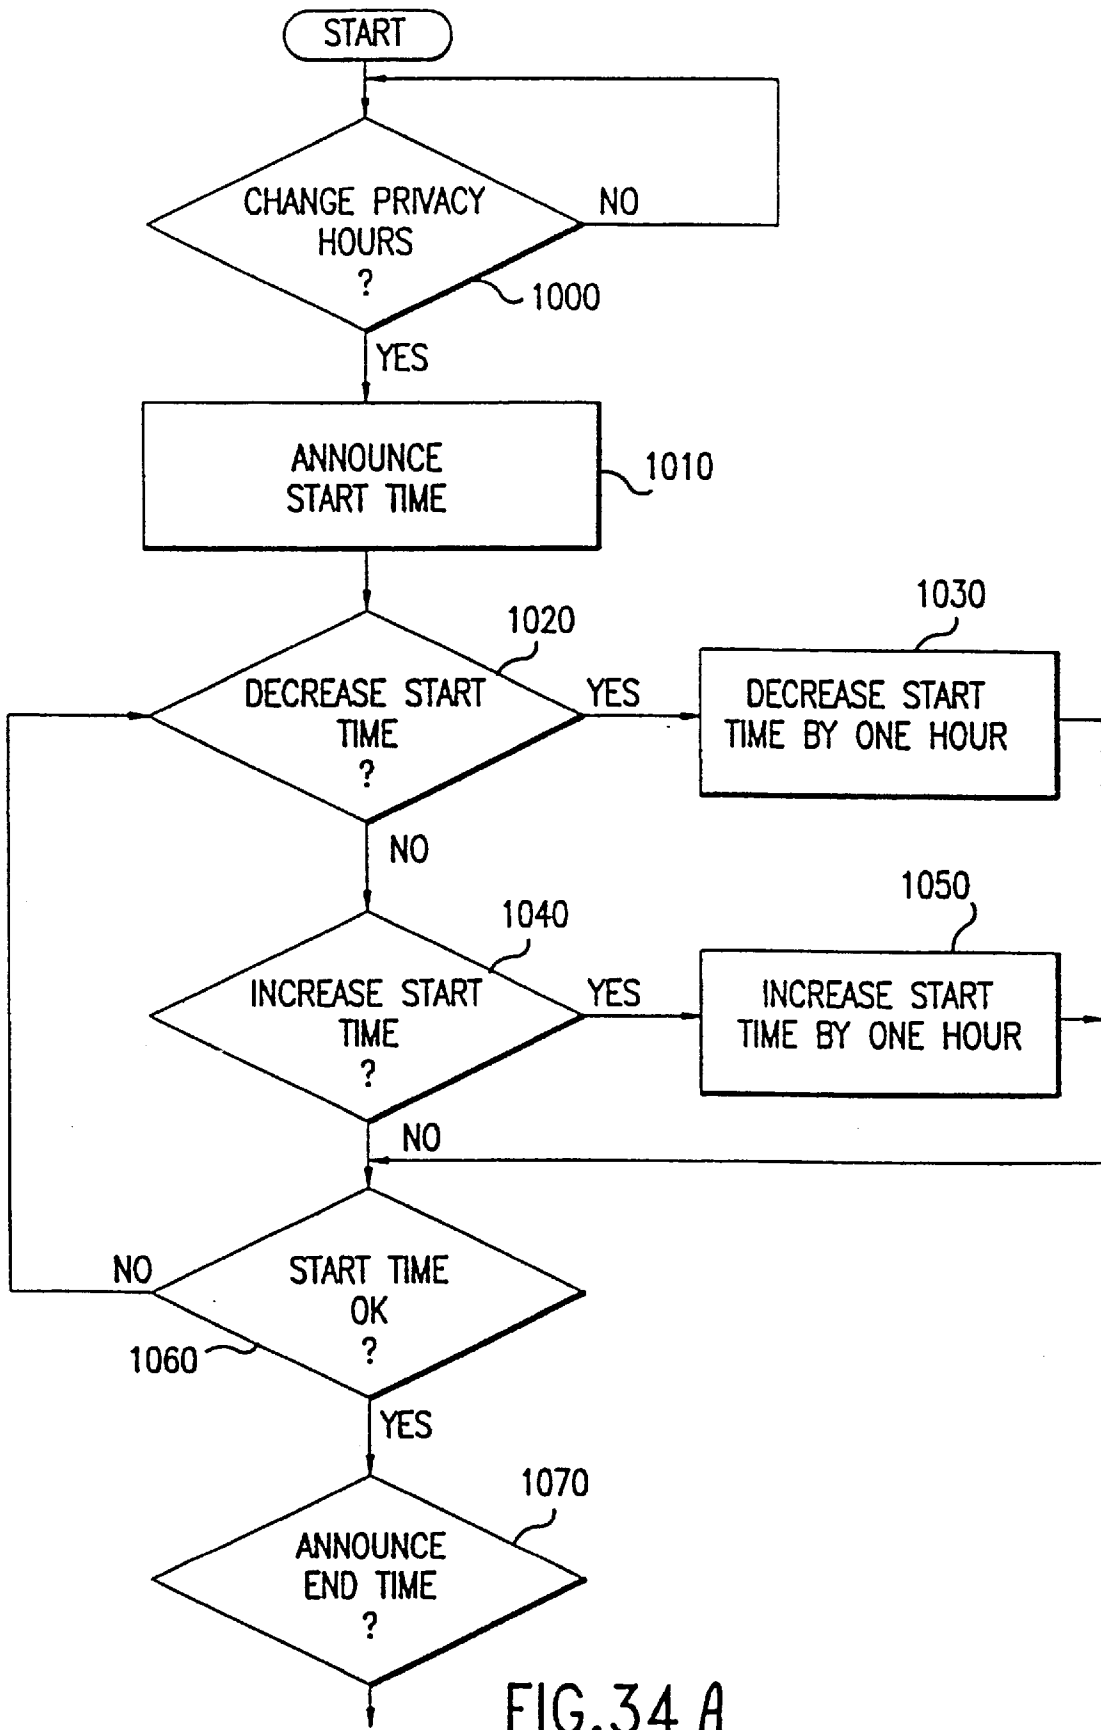 START
CHANGE PRIVACY
HOURS
?
NO
1000
YES
ANNOUNCE
START TIME
1010
1020
DECREASE START
TIME
?
YES
1030
DECREASE START
TIME BY ONE HOUR
NO
1040
INCREASE START
TIME
?
YES
1050
INCREASE START
TIME BY ONE HOUR
NO
START TIME
OK
?
NO
1060
YES
1070
ANNOUNCE
END TIME
?
FIG.34 A